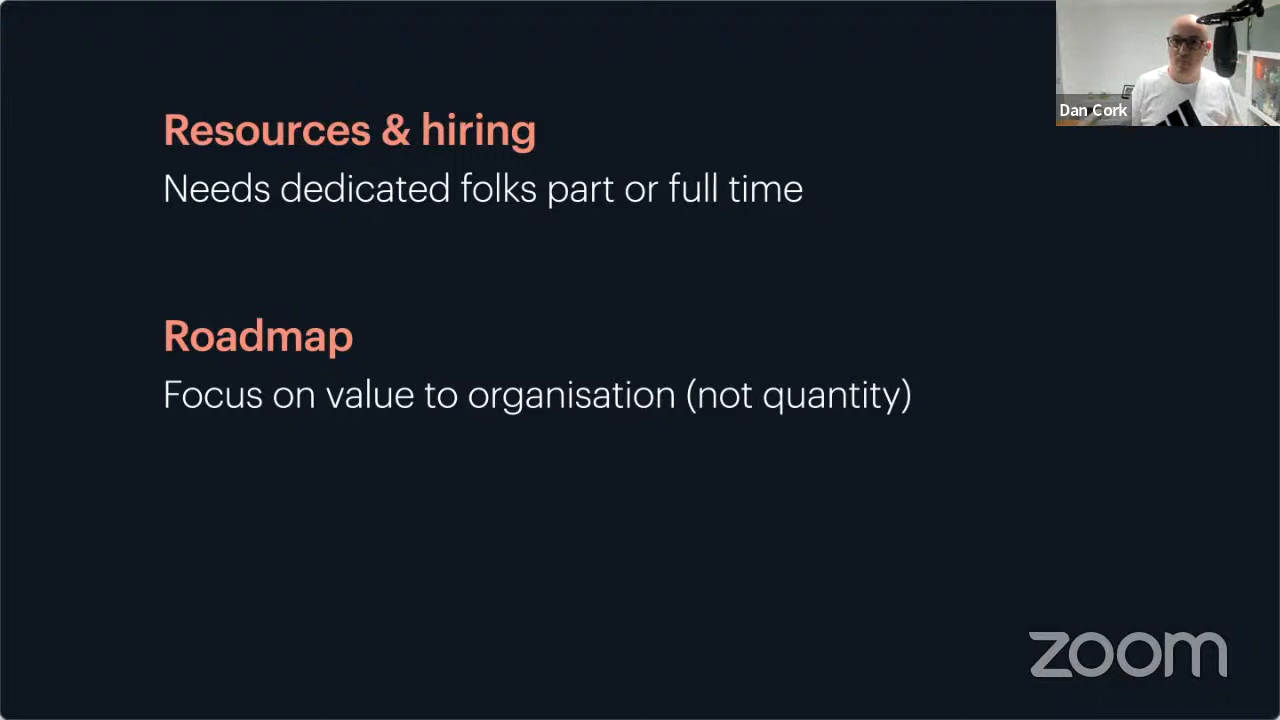 Resources & hiring
Needs dedicated folks part or full time
Roadmap
Focus on value to organisation (not quantity)
Dan Cork
zoom